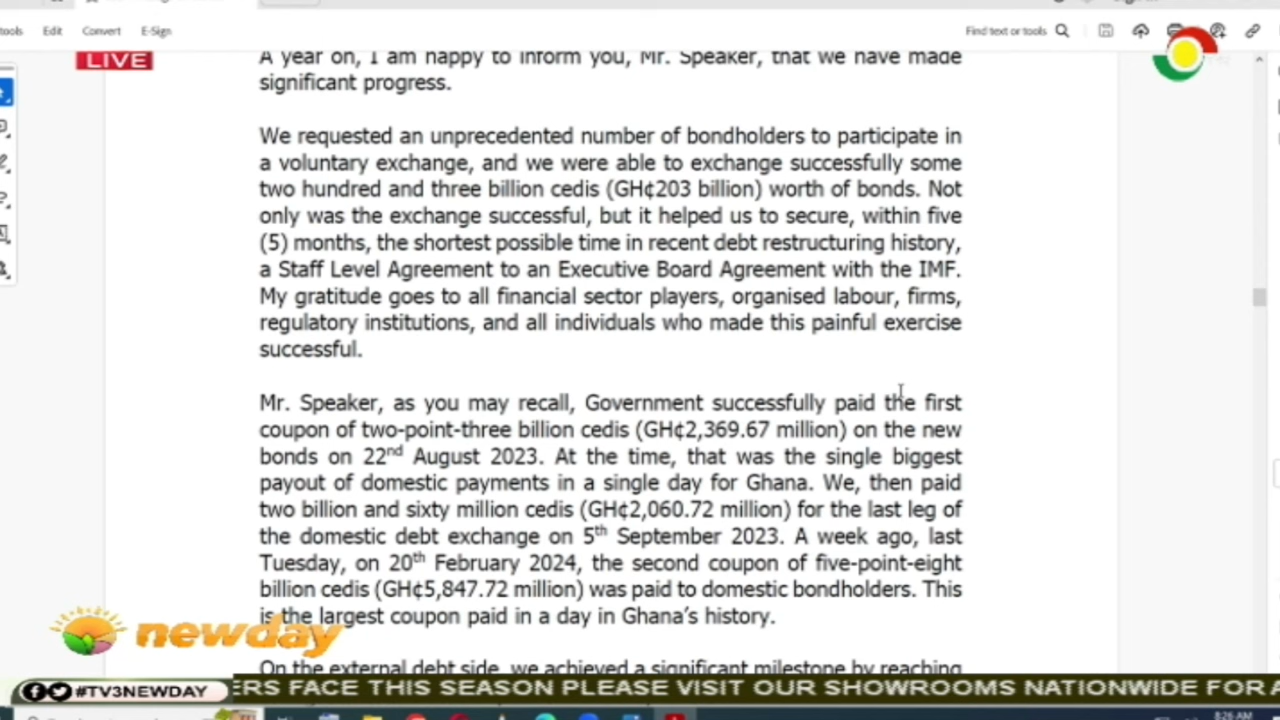 tools Edit Convert E-Sign Find text or tools
LIVE
A year on, I am happy to inform you, Mr. Speaker, that we have made
significant progress.
We requested an unprecedented number of bondholders to participate in
a voluntary exchange, and we were able to exchange successfully some
two hundred and three billion cedis (GH¢203 billion) worth of bonds. Not
only was the exchange successful, but it helped us to secure, within five
(5) months, the shortest possible time in recent debt restructuring history,
a Staff Level Agreement to an Executive Board Agreement with the IMF.
My gratitude goes to all financial sector players, organised labour, firms,
regulatory institutions, and all individuals who made this painful exercise
successful.
Mr. Speaker, as you may recall, Government successfully paid the first
coupon of two-point-three billion cedis (GH¢2,369.67 million) on the new
bonds on 22nd August 2023. At the time, that was the single biggest
payout of domestic payments in a single day for Ghana. We, then paid
two billion and sixty million cedis (GH¢2,060.72 million) for the last leg of
the domestic debt exchange on 5th September 2023. A week ago, last
Tuesday, on 20th February 2024, the second coupon of five-point-eight
billion cedis (GH¢5,847.72 million) was paid to domestic bondholders. This
is the largest coupon paid in a day in Ghana's history.
newday
On the external debt side, we achieved a significant milestone by reaching
#TV3NEWDAY ERS FACE THIS SEASON PLEASE VISIT OUR SHOWROOMS NATIONWIDE FOR A
8:26 AM